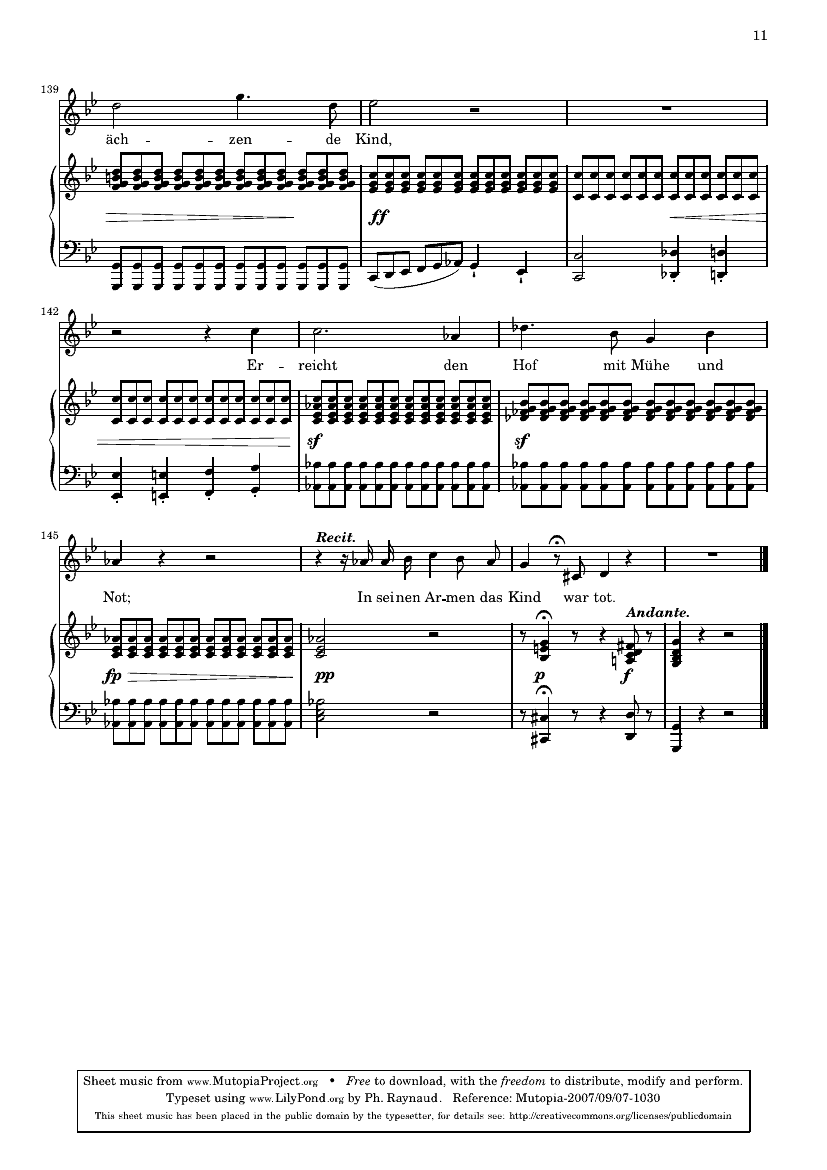 11
139
äch - - zen - de Kind,
ff
142
Er - reicht den Hof mit Mühe und
sf sf
145
Recit.
Not; In seinen Ar-men das Kind war tot.
Andante.
fp pp p f
Sheet music from www.MutopiaProject.org • Free to download, with the freedom to distribute, modify and perform.
Typeset using www.LilyPond.org by Ph. Raynaud. Reference: Mutopia-2007/09/07-1030
This sheet music has been placed in the public domain by the typesetter, for details see: http://creativecommons.org/licenses/publicdomain